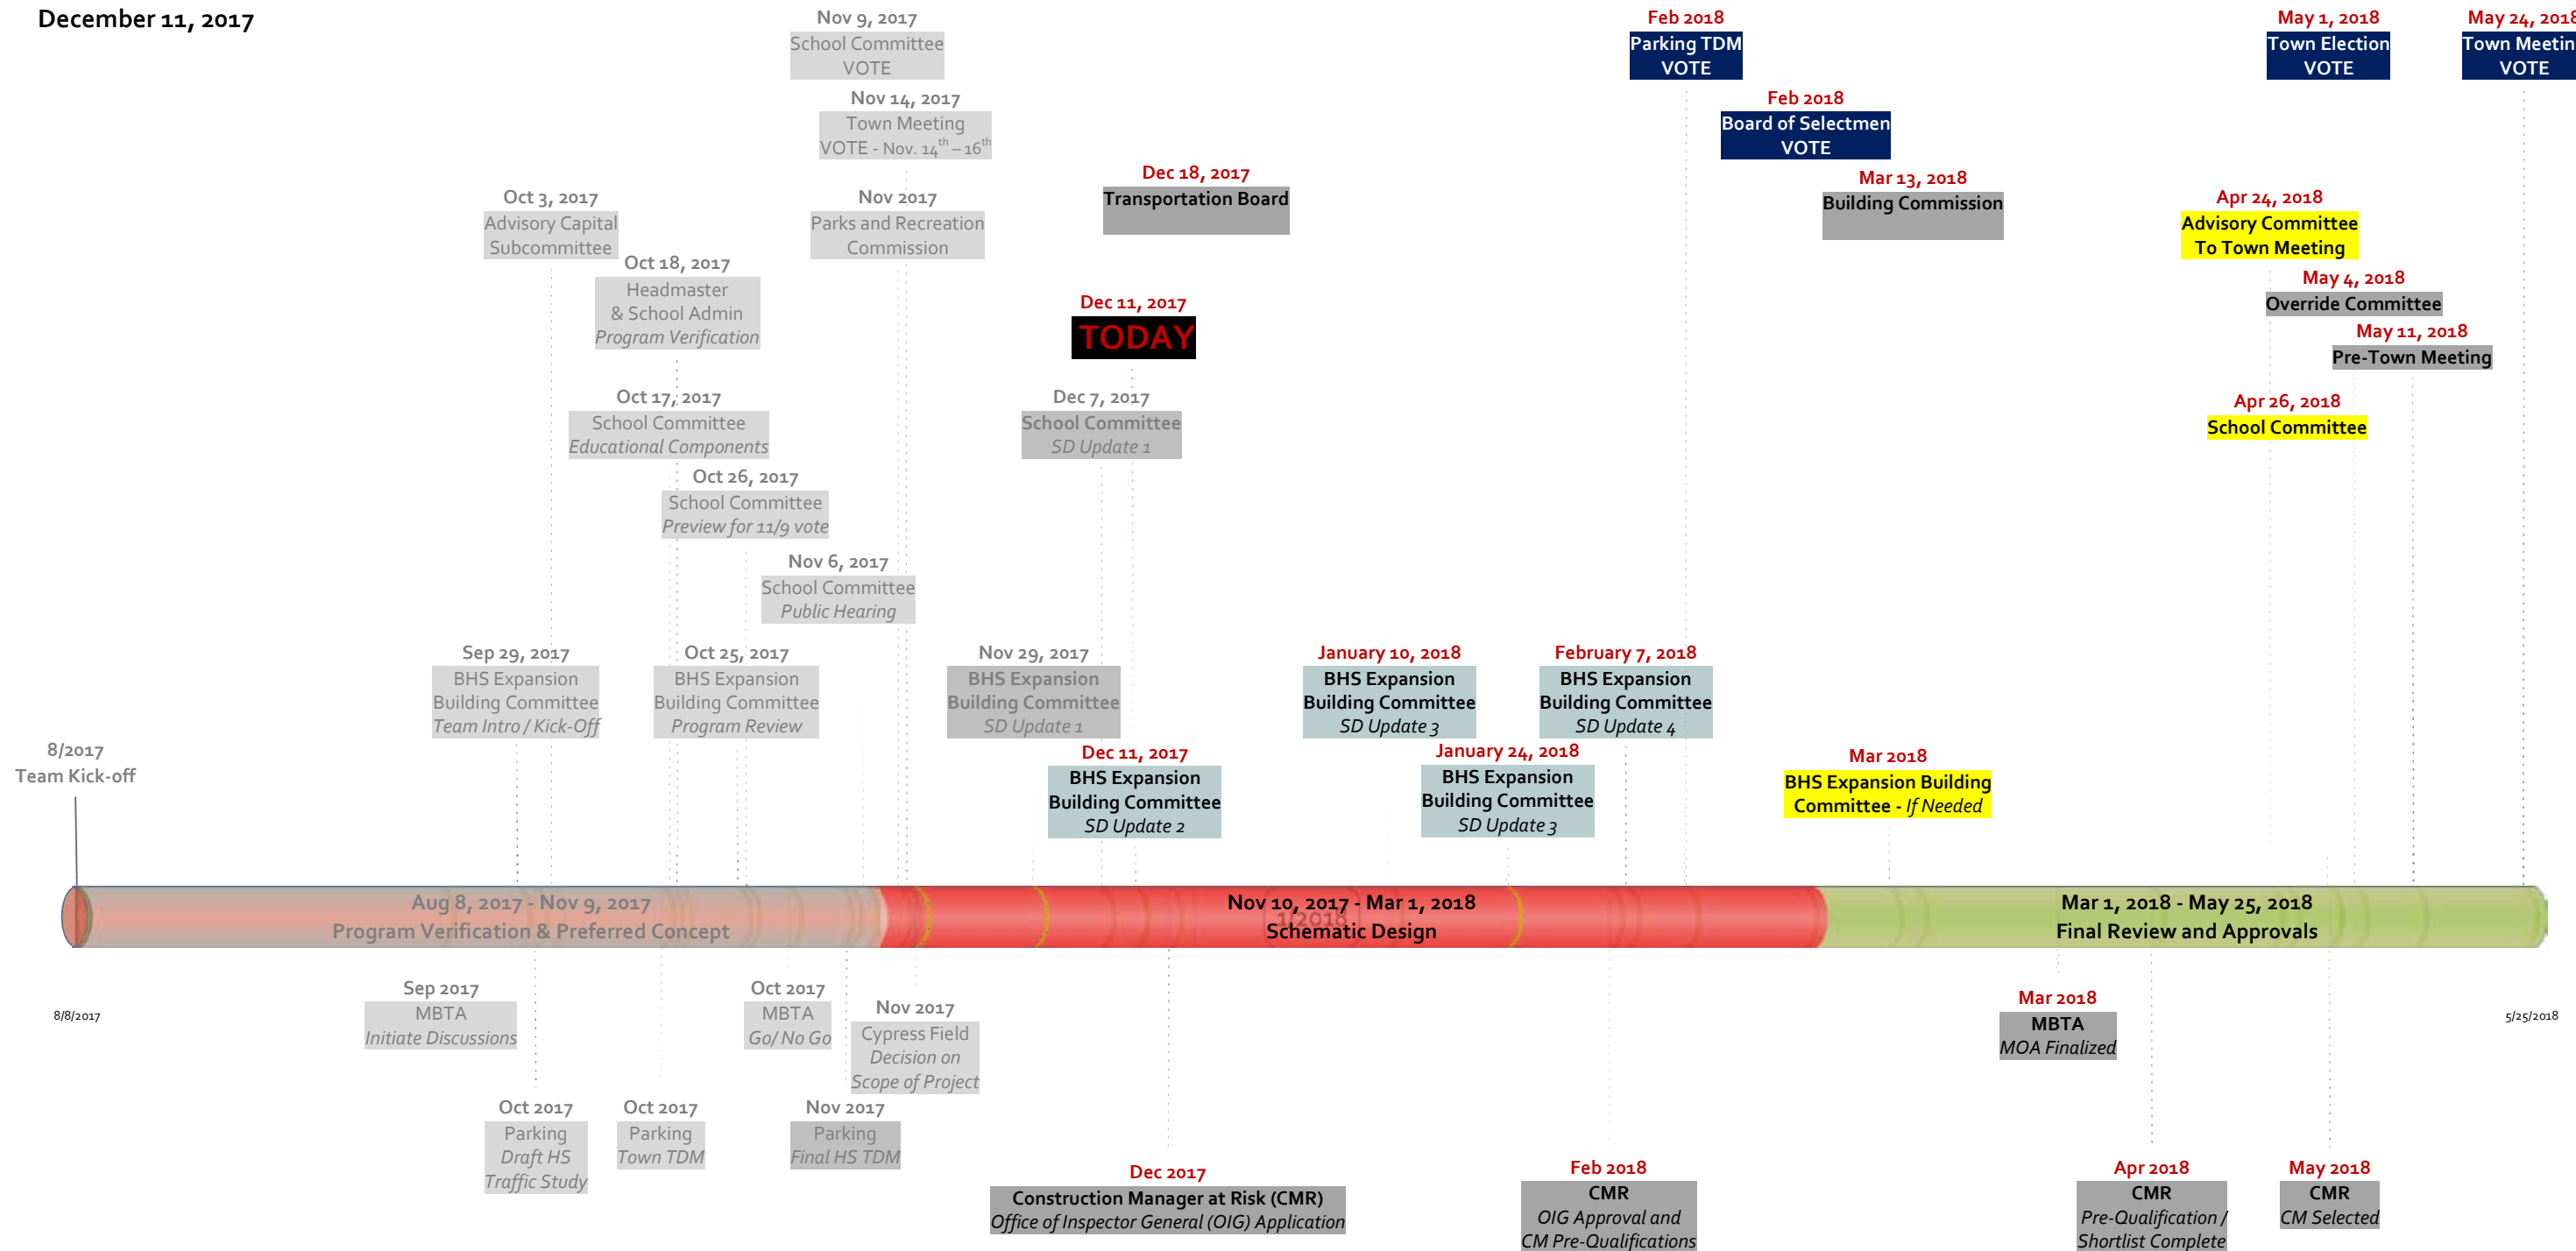 December 11, 2017
Nov 9, 2017
School Committee
VOTE
Nov 14, 2017
Town Meeting
VOTE - Nov. 14th – 16th
Nov 2017
Parks and Recreation
Commission
Oct 3, 2017
Advisory Capital
Subcommittee
Oct 18, 2017
Headmaster
& School Admin
Program Verification
Oct 17, 2017
School Committee
Educational Components
Oct 26, 2017
School Committee
Preview for 11/9 vote
Nov 6, 2017
School Committee
Public Hearing
Dec 18, 2017
Transportation Board
Dec 11, 2017
TODAY
Dec 7, 2017
School Committee
SD Update 1
Feb 2018
Parking TDM
VOTE
Feb 2018
Board of Selectmen
VOTE
Mar 13, 2018
Building Commission
May 1, 2018
Town Election
VOTE
May 24, 2018
Town Meetin
VOTE
Apr 24, 2018
Advisory Committee
To Town Meeting
May 4, 2018
Override Committee
May 11, 2018
Pre-Town Meeting
Apr 26, 2018
School Committee
Sep 29, 2017
BHS Expansion
Building Committee
Team Intro / Kick-Off
Oct 25, 2017
BHS Expansion
Building Committee
Program Review
Nov 29, 2017
BHS Expansion
Building Committee
SD Update 1
Dec 11, 2017
BHS Expansion
Building Committee
SD Update 2
January 10, 2018
BHS Expansion
Building Committee
SD Update 3
January 24, 2018
BHS Expansion
Building Committee
SD Update 3
February 7, 2018
BHS Expansion
Building Committee
SD Update 4
Mar 2018
BHS Expansion Building
Committee - If Needed
8/2017
Team Kick-off
Aug 8, 2017 - Nov 9, 2017
Program Verification & Preferred Concept
Nov 10, 2017 - Mar 1, 2018
1/2018
Schematic Design
Mar 1, 2018 - May 25, 2018
Final Review and Approvals
8/8/2017
5/25/2018
Sep 2017
MBTA
Initiate Discussions
Oct 2017
MBTA
Go/ No Go
Nov 2017
Cypress Field
Decision on
Scope of Project
Oct 2017
Parking
Draft HS
Traffic Study
Oct 2017
Parking
Town TDM
Nov 2017
Parking
Final HS TDM
Dec 2017
Construction Manager at Risk (CMR)
Office of Inspector General (OIG) Application
Feb 2018
CMR
OIG Approval and
CM Pre-Qualifications
Mar 2018
MBTA
MOA Finalized
Apr 2018
CMR
Pre-Qualification /
Shortlist Complete
May 2018
CMR
CM Selected